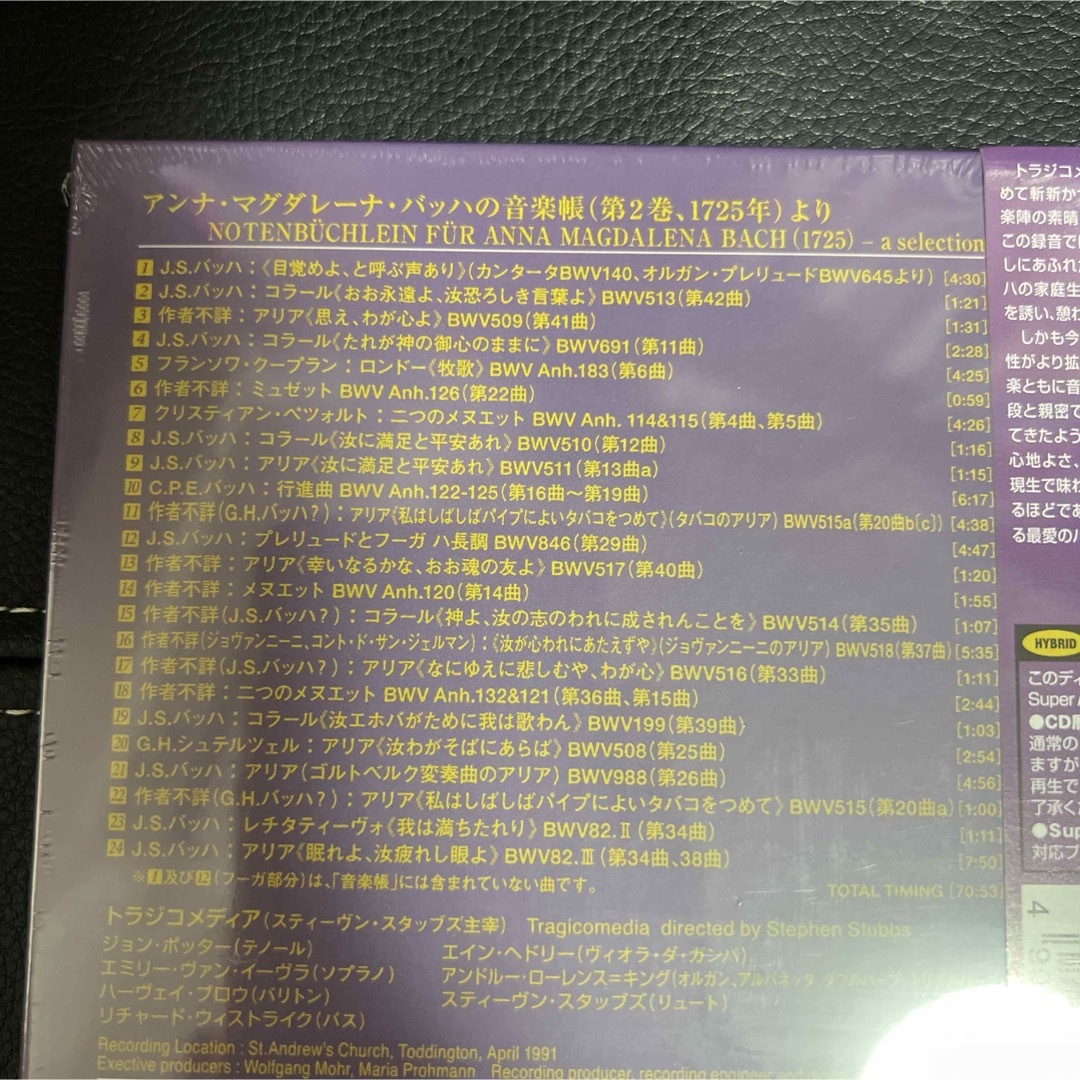 アンナ・マグダレーナ・バッハの音楽帳(第2巻、1725年)より
NOTENBÜCHLEIN FÜR ANNA MAGDALENA BACH (1725) – a selection
1 J.S.バッハ:《目覚めよ、と呼ぶ声あり》(カンタータBWV140、オルガン・プレリュードBWV645より) [4:30]
2 J.S.バッハ:コラール《おお永遠よ、汝恐ろしき言葉よ》BWV513(第42曲) [1:21]
3 作者不詳:アリア《思え、わが心よ》BWV509(第41曲) [1:31]
4 J.S.バッハ:コラール《たれが神の御心のままに》BWV691(第11曲) [2:28]
5 フランソワ・クープラン:ロンドー《牧歌》BWV Anh.183(第6曲) [4:25]
6 作者不詳:ミュゼット BWV Anh.126(第22曲) [0:59]
7 クリスティアン・ペツォルト:二つのメヌエット BWV Anh. 114&115(第4曲、第5曲) [4:26]
8 J.S.バッハ:コラール《汝に満足と平安あれ》BWV510(第12曲) [1:16]
9 J.S.バッハ:アリア《汝に満足と平安あれ》BWV511(第13曲a) [1:15]
10 C.P.E.バッハ:行進曲 BWV Anh.122-125(第16曲〜第19曲) [6:17]
11 作者不詳(G.H.バッハ?):アリア《私はしばしばパイプによいタバコをつめて》(タバコのアリア) BWV515a(第20曲b〔c〕) [4:38]
12 J.S.バッハ:プレリュードとフーガ ハ長調 BWV846(第29曲) [4:47]
13 作者不詳:アリア《幸いなるかな、おお魂の友よ》BWV517(第40曲) [1:20]
14 作者不詳:メヌエット BWV Anh.120(第14曲) [1:55]
15 作者不詳(J.S.バッハ?):コラール《神よ、汝の志のわれに成されんことを》BWV514(第35曲) [1:07]
16 作者不詳(ジョヴァンニーニ、コント・ド・サン・ジェルマン):《汝が心われにあたえずや》(ジョヴァンニーニのアリア) BWV518(第37曲) [5:35]
17 作者不詳(J.S.バッハ?):アリア《なにゆえに悲しむや、わが心》BWV516(第33曲) [1:11]
18 作者不詳:二つのメヌエット BWV Anh.132&121(第36曲、第15曲) [2:44]
19 J.S.バッハ:コラール《汝エホバがために我は歌わん》BWV199(第39曲〉 [1:03]
20 G.H.シュテルツェル:アリア《汝わがそばにあらば》BWV508(第25曲) [2:54]
21 J.S.バッハ:アリア(ゴルトベルク変奏曲のアリア) BWV988(第26曲) [4:56]
22 作者不詳(G.H.バッハ?):アリア《私はしばしばパイプによいタバコをつめて》BWV515(第20曲a) [1:00]
23 J.S.バッハ:レチタティーヴォ《我は満ちたれり》BWV82.Ⅱ(第34曲) [1:11]
24 J.S.バッハ:アリア《眠れよ、汝疲れし眼よ》BWV82.Ⅲ(第34曲、38曲) [7:50]
※1及び12(フーガ部分)は、「音楽帳」には含まれていない曲です。
TOTAL TIMING [70:53]
トラジコメディア(スティーヴン・スタッブズ主宰) Tragicomedia directed by Stephen Stubbs
ジョン・ポッター(テノール)
エミリー・ヴァン・イーヴラ(ソプラノ)
ハーヴェイ・ブロウ(バリトン)
リチャード・ウィストライク(バス)
エイン・ヘドリー(ヴィオラ・ダ・ガンバ)
アンドルー・ローレンス=キング(オルガン、アルパネッタ、ダブルハープ
スティーヴン・スタッブズ(リュート)
Recording Location : St.Andrew's Church, Toddington, April 1991
Exective producers : Wolfgang Mohr, Maria Prohmann Recording producer, recording engineer and
トラジコメ
めて斬新か
楽陣の素晴
この録音で
しにあふれ
ハの家庭生
を誘い、憩わ
しかも今
性がより拡
楽ともに音
段と親密で
てきたよう
心地よさ、
現生で味わ
るほどであ
る最愛のバ
HYBRID
このディ
Super
●CD
通常の
ますが
再生で
了承く
●Sup
対応プ
4